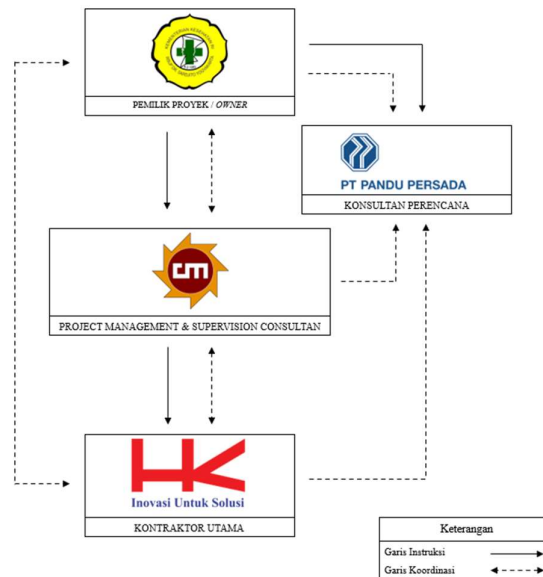 PEMILIK PROYEK / OWNER
PT PANDU PERSADA
KONSULTAN PERENCANA
PROJECT MANAGEMENT & SUPERVISION CONSULTAN
Inovasi Untuk Solusi
KONTRAKTOR UTAMA
Keterangan
Garis Instruksi
Garis Koordinasi